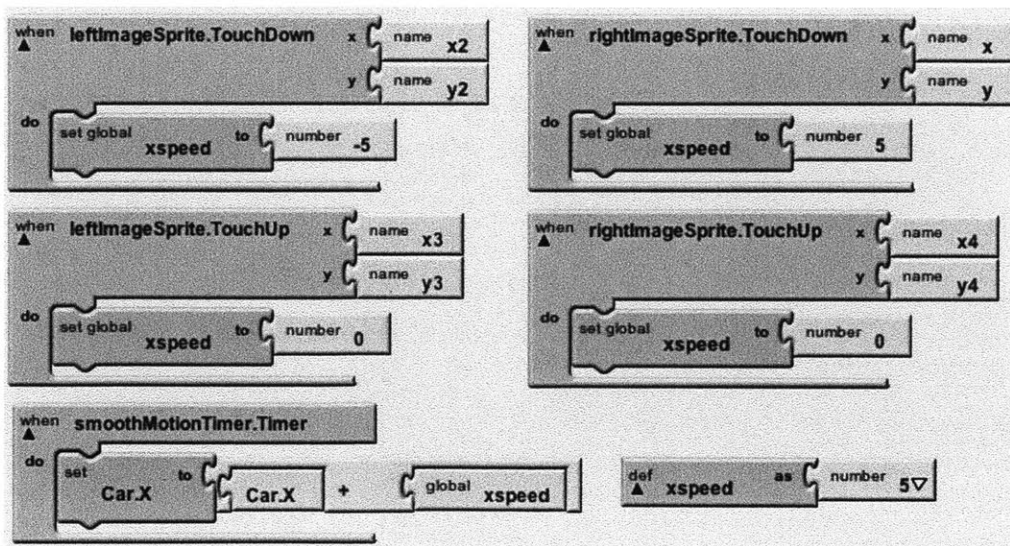 when leftImageSprite.TouchDown x name x2
y name y2
do set global xspeed to number -5
when rightImageSprite.TouchDown x name x
y name y
do set global xspeed to number 5
when leftImageSprite.TouchUp x name x3
y name y3
do set global xspeed to number 0
when rightImageSprite.TouchUp x name x4
y name y4
do set global xspeed to number 0
when smoothMotionTimer.Timer
do set Car.X to Car.X + global xspeed
def xspeed as number 5